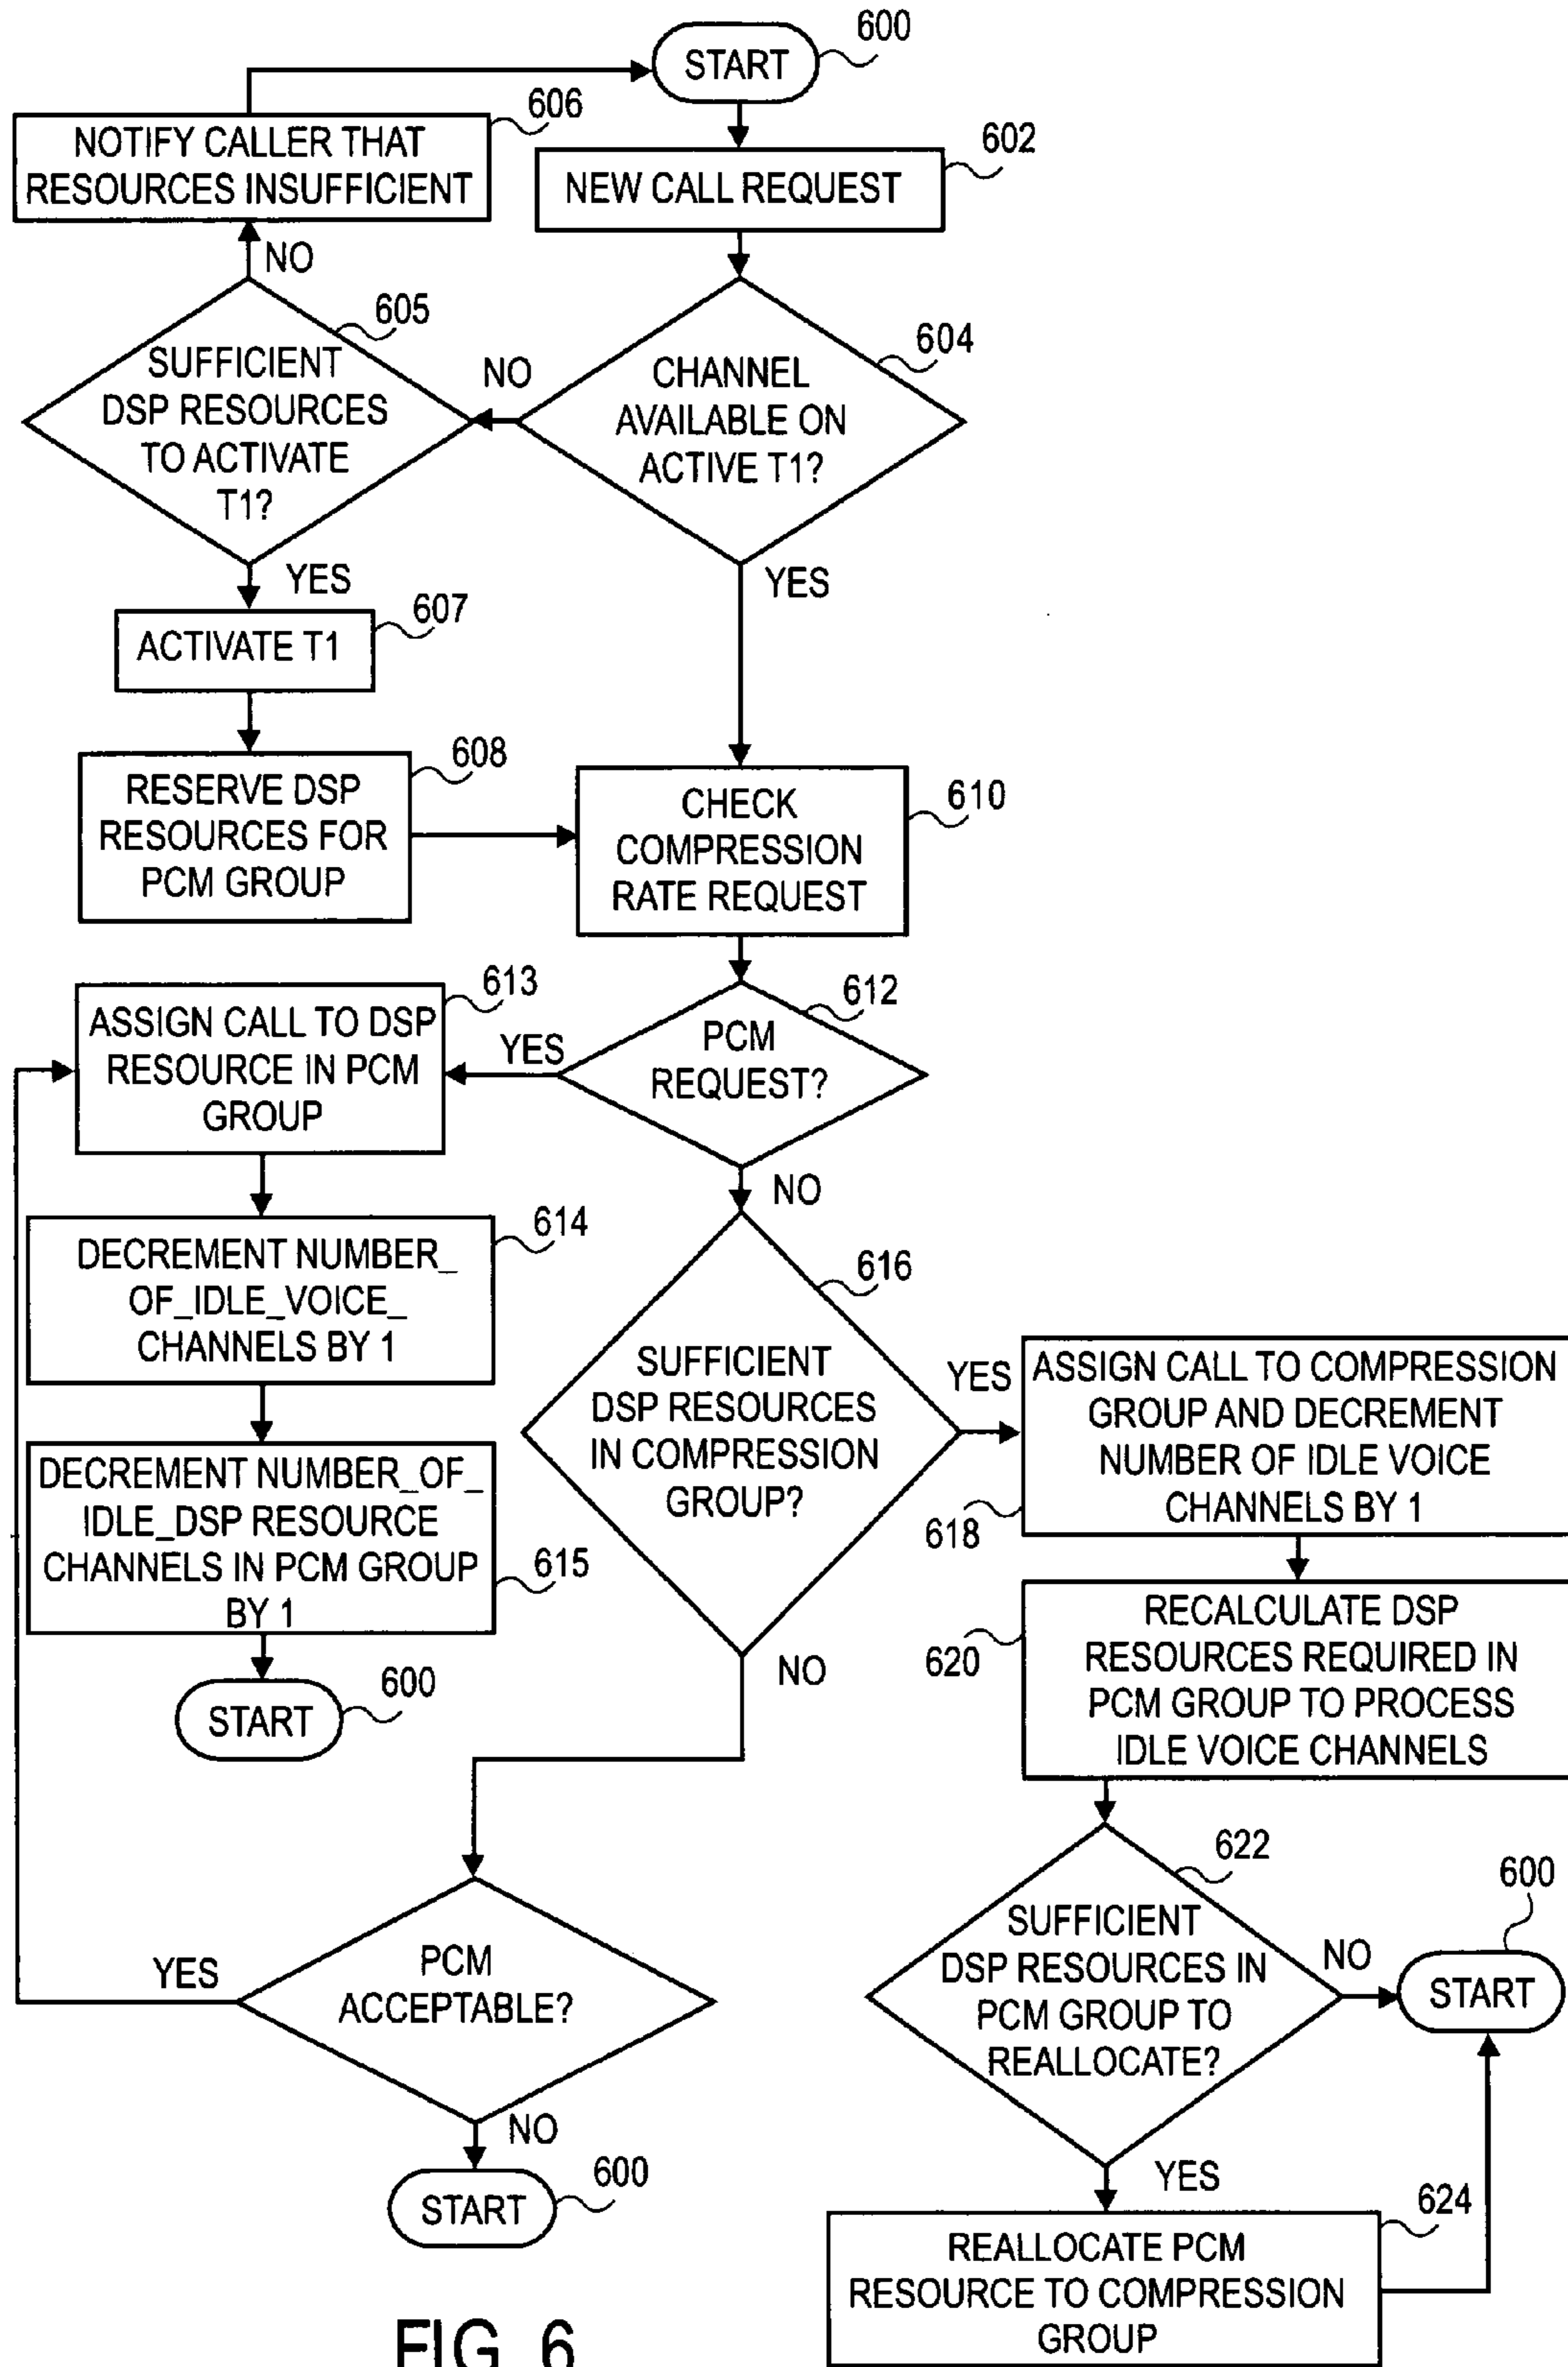 600
START
606
NOTIFY CALLER THAT
RESOURCES INSUFFICIENT
602
NEW CALL REQUEST
NO
605
SUFFICIENT
DSP RESOURCES
TO ACTIVATE
T1?
NO
604
CHANNEL
AVAILABLE ON
ACTIVE T1?
YES
YES
607
ACTIVATE T1
608
RESERVE DSP
RESOURCES FOR
PCM GROUP
610
CHECK
COMPRESSION
RATE REQUEST
613
ASSIGN CALL TO DSP
RESOURCE IN PCM
GROUP
YES
612
PCM
REQUEST?
NO
614
DECREMENT NUMBER_
OF_IDLE_VOICE_
CHANNELS BY 1
616
SUFFICIENT
DSP RESOURCES
IN COMPRESSION
GROUP?
YES
ASSIGN CALL TO COMPRESSION
GROUP AND DECREMENT
NUMBER OF IDLE VOICE
CHANNELS BY 1
618
DECREMENT NUMBER_OF_
IDLE_DSP RESOURCE
CHANNELS IN PCM GROUP
BY 1
615
600
START
NO
620
RECALCULATE DSP
RESOURCES REQUIRED IN
PCM GROUP TO PROCESS
IDLE VOICE CHANNELS
622
SUFFICIENT
DSP RESOURCES IN
PCM GROUP TO
REALLOCATE?
NO
600
START
YES
PCM
ACCEPTABLE?
NO
600
START
YES
624
REALLOCATE PCM
RESOURCE TO COMPRESSION
GROUP
FIG. 6